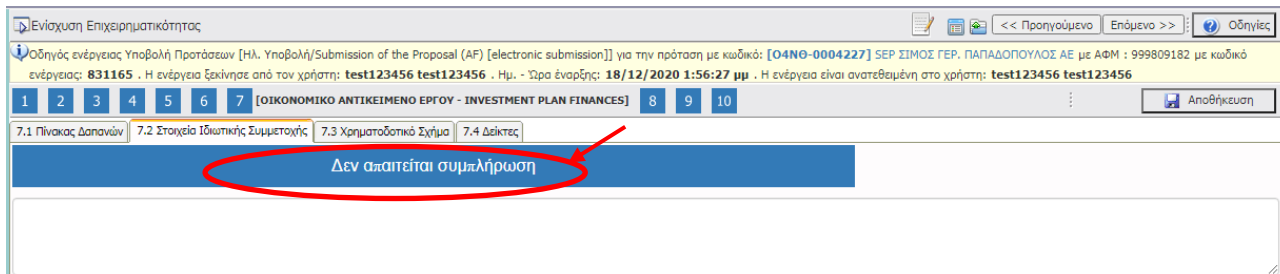 Ενίσχυση Επιχειρηματικότητας
<< Προηγούμενο Επόμενο >> Οδηγίες
Οδηγός ενέργειας Υποβολή Προτάσεων [Ηλ. Υποβολή/Submission of the Proposal (AF) [electronic submission]] για την πρόταση με κωδικό: [Ο4ΝΘ-0004227] SEP ΣΙΜΟΣ ΓΕΡ. ΠΑΠΑΔΟΠΟΥΛΟΣ ΑΕ με ΑΦΜ : 999809182 με κωδικό
ενέργειας: 831165 . Η ενέργεια ξεκίνησε από τον χρήστη: test123456 test123456 . Ημ. - Ώρα έναρξης: 18/12/2020 1:56:27 μμ . Η ενέργεια είναι ανατεθειμένη στο χρήστη: test123456 test123456
1 2 3 4 5 6 7 [ΟΙΚΟΝΟΜΙΚΟ ΑΝΤΙΚΕΙΜΕΝΟ ΕΡΓΟΥ - INVESTMENT PLAN FINANCES] 8 9 10 Αποθήκευση
7.1 Πίνακας Δαπανών 7.2 Στοιχεία Ιδιωτικής Συμμετοχής 7.3 Χρηματοδοτικό Σχήμα 7.4 Δείκτες
Δεν απαιτείται συμπλήρωση